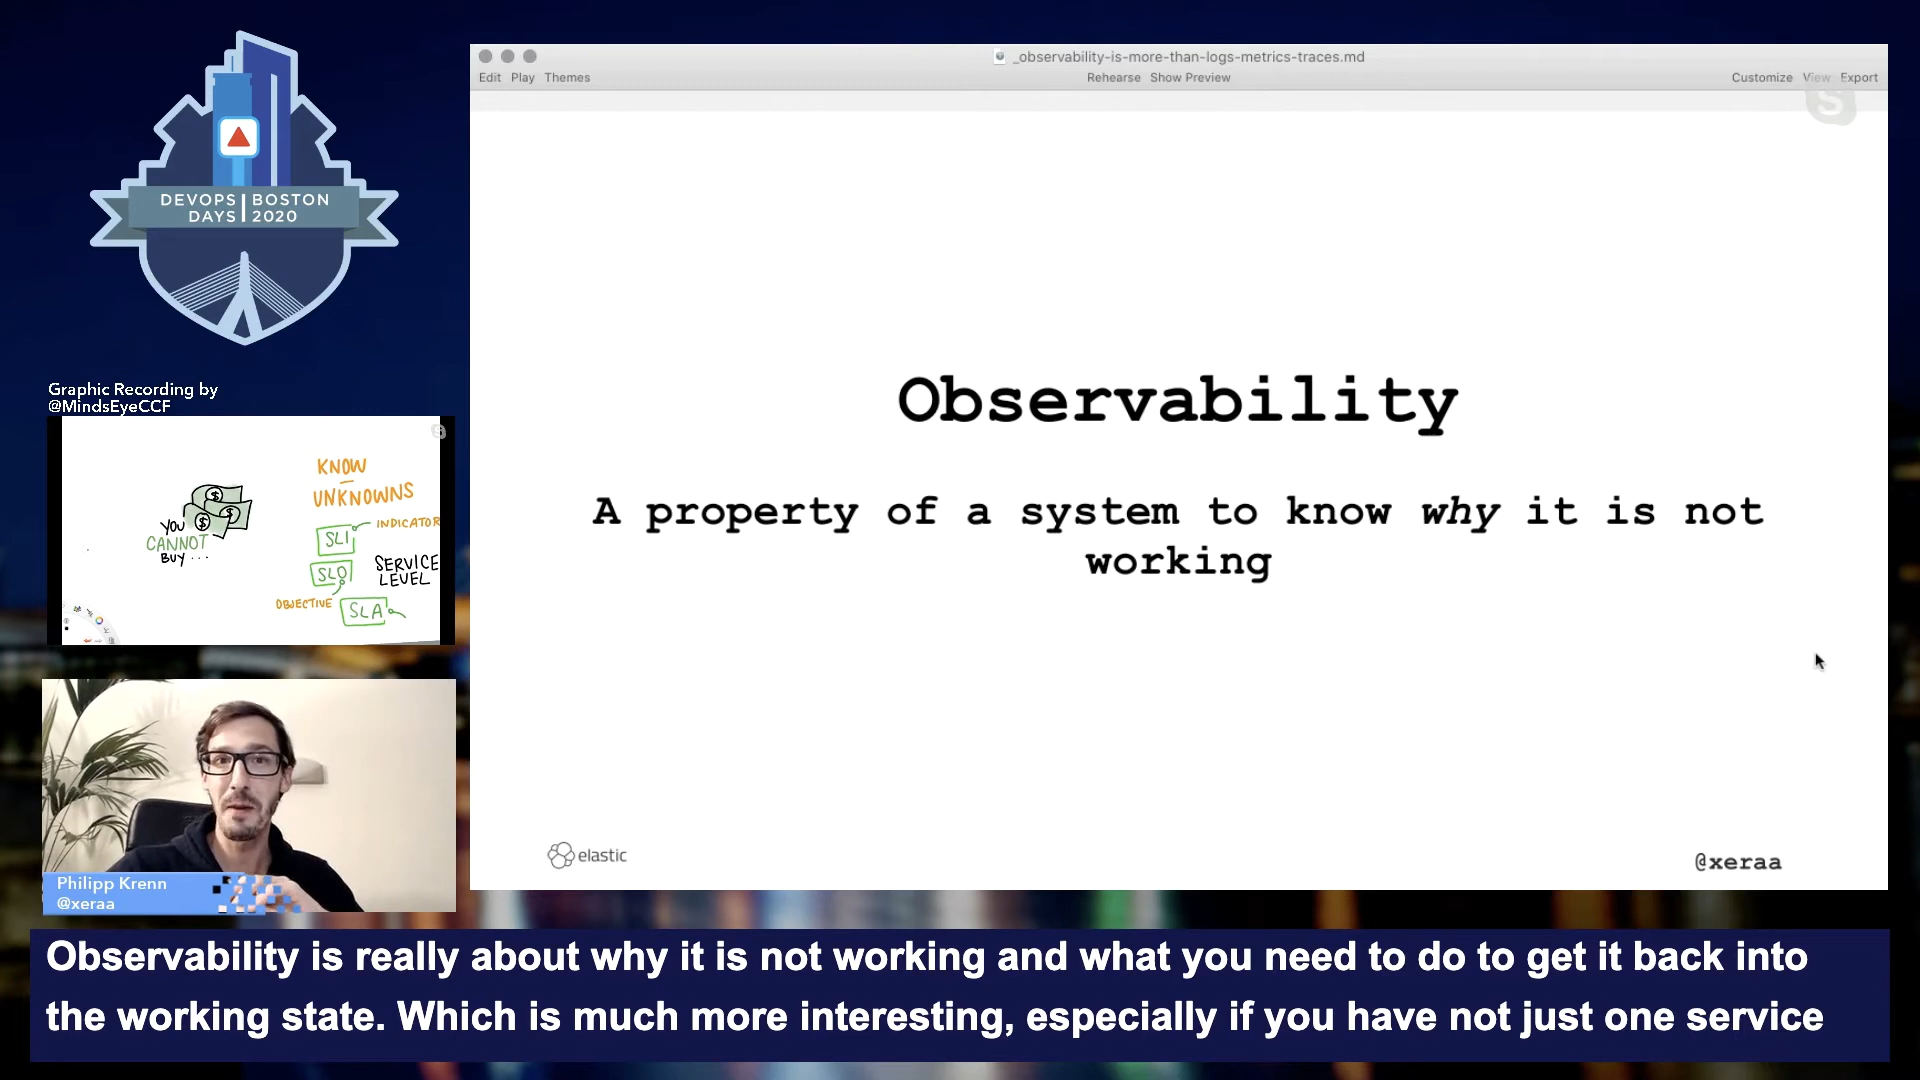 DEVOPS BOSTON
DAYS 2020
Graphic Recording by
@MindsEyeCCF
YOU
CANNOT
BUY ...
KNOW
UNKNOWNS
INDICATOR
SLI
SERVICE
LEVEL
SLO
OBJECTIVE
SLA
Philipp Krenn
@xeraa
_observability-is-more-than-logs-metrics-traces.md
Edit Play Themes Rehearse Show Preview Customize View Export
Observability
A property of a system to know why it is not
working
elastic
@xeraa
Observability is really about why it is not working and what you need to do to get it back into
the working state. Which is much more interesting, especially if you have not just one service